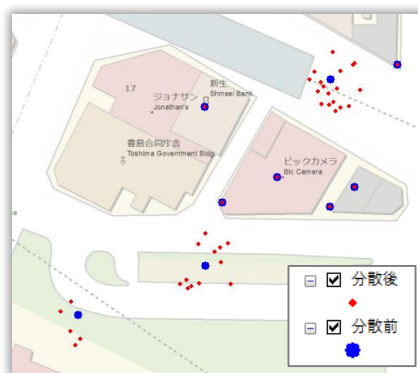 新生
Shinsei Bank
ジョナサン
Jonathan's
17
豊島合同庁舎
Toshima Government Bldg
ビックカメラ
Bic Camera
分散後
分散前